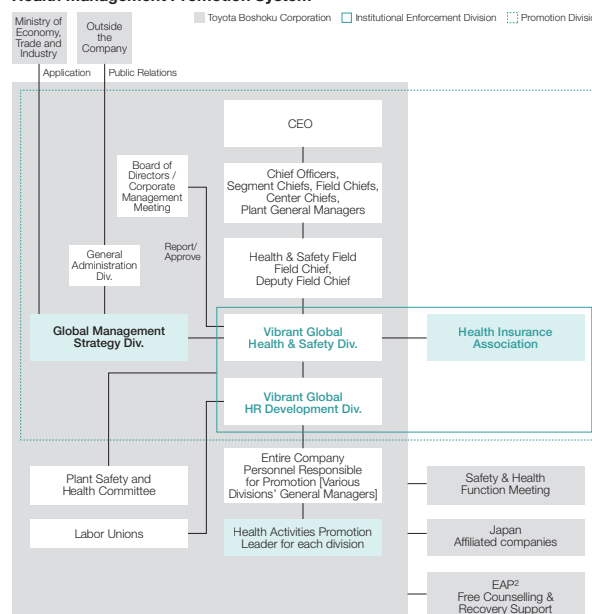 Health Management Promotion System
Toyota Boshoku Corporation
Institutional Enforcement Division
Promotion Divisi
Ministry of
Economy,
Trade and
Industry
Outside
the
Company
Application
Public Relations
CEO
Board of
Directors /
Corporate
Management
Meeting
Chief Officers,
Segment Chiefs, Field Chiefs,
Center Chiefs,
Plant General Managers
General
Administration
Div.
Report/
Approve
Health & Safety Field
Field Chief,
Deputy Field Chief
Global Management
Strategy Div.
Vibrant Global
Health & Safety Div.
Health Insurance
Association
Vibrant Global
HR Development Div.
Plant Safety and
Health Committee
Entire Company
Personnel Responsible
for Promotion [Various
Divisions' General Managers]
Safety & Health
Function Meeting
Labor Unions
Health Activities Promotion
Leader for each division
Japan
Affiliated companies
EAP2
Free Counselling &
Recovery Support